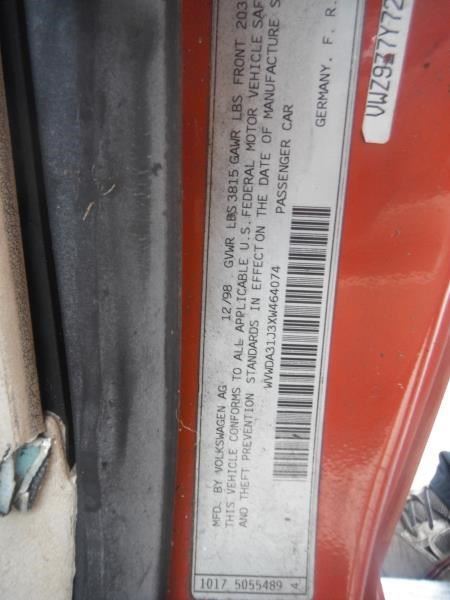 MFD. BY VOLKSWAGEN AG 12/98 GVWR LBS 3815 GAWR LBS FRONT 203
THIS VEHICLE CONFORMS TO ALL APPLICABLE U.S. FEDERAL MOTOR VEHICLE SAF
AND THEFT PREVENTION STANDARDS IN EFFECT ON THE DATE OF MANUFACTURE S
WVWDA31J3XW464074 PASSENGER CAR
GERMANY, F. R.
1017 5055489 4